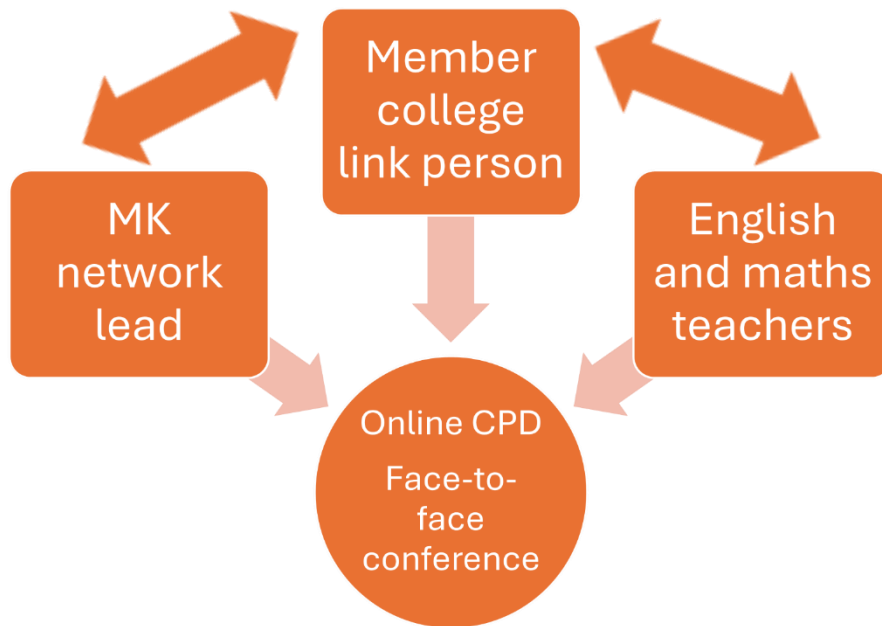 Member
college
link person
MK
network
lead
English
and maths
teachers
Online CPD
Face-to-
face
conference